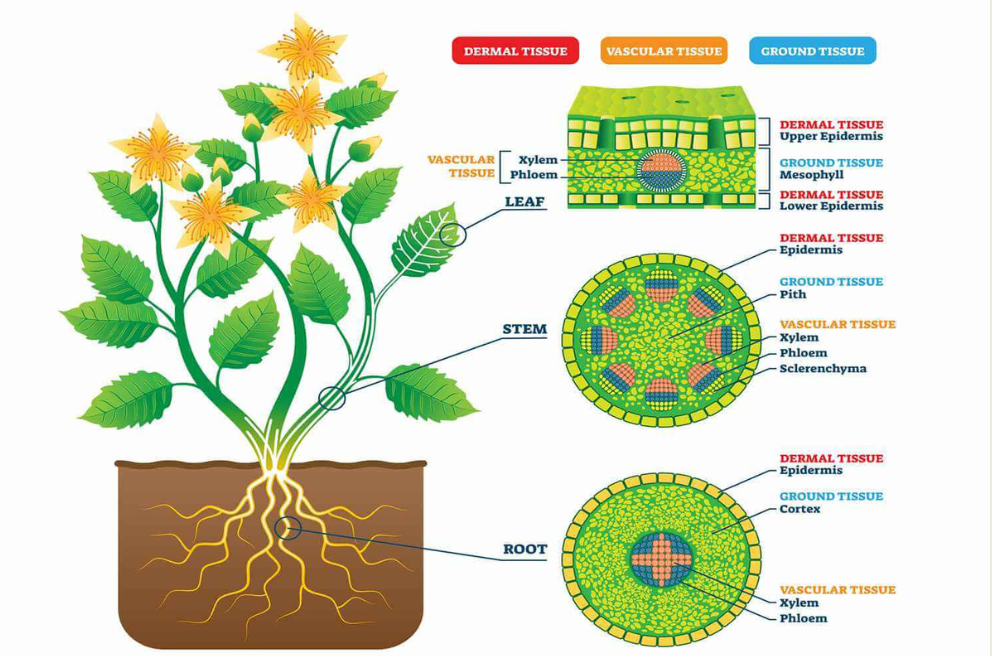 DERMAL TISSUE
VASCULAR TISSUE
GROUND TISSUE
DERMAL TISSUE
Upper Epidermis
VASCULAR
TISSUE
Xylem
Phloem
GROUND TISSUE
Mesophyll
DERMAL TISSUE
Lower Epidermis
LEAF
DERMAL TISSUE
Epidermis
GROUND TISSUE
Pith
STEM
VASCULAR TISSUE
Xylem
Phloem
Sclerenchyma
DERMAL TISSUE
Epidermis
GROUND TISSUE
Cortex
ROOT
VASCULAR TISSUE
Xylem
Phloem